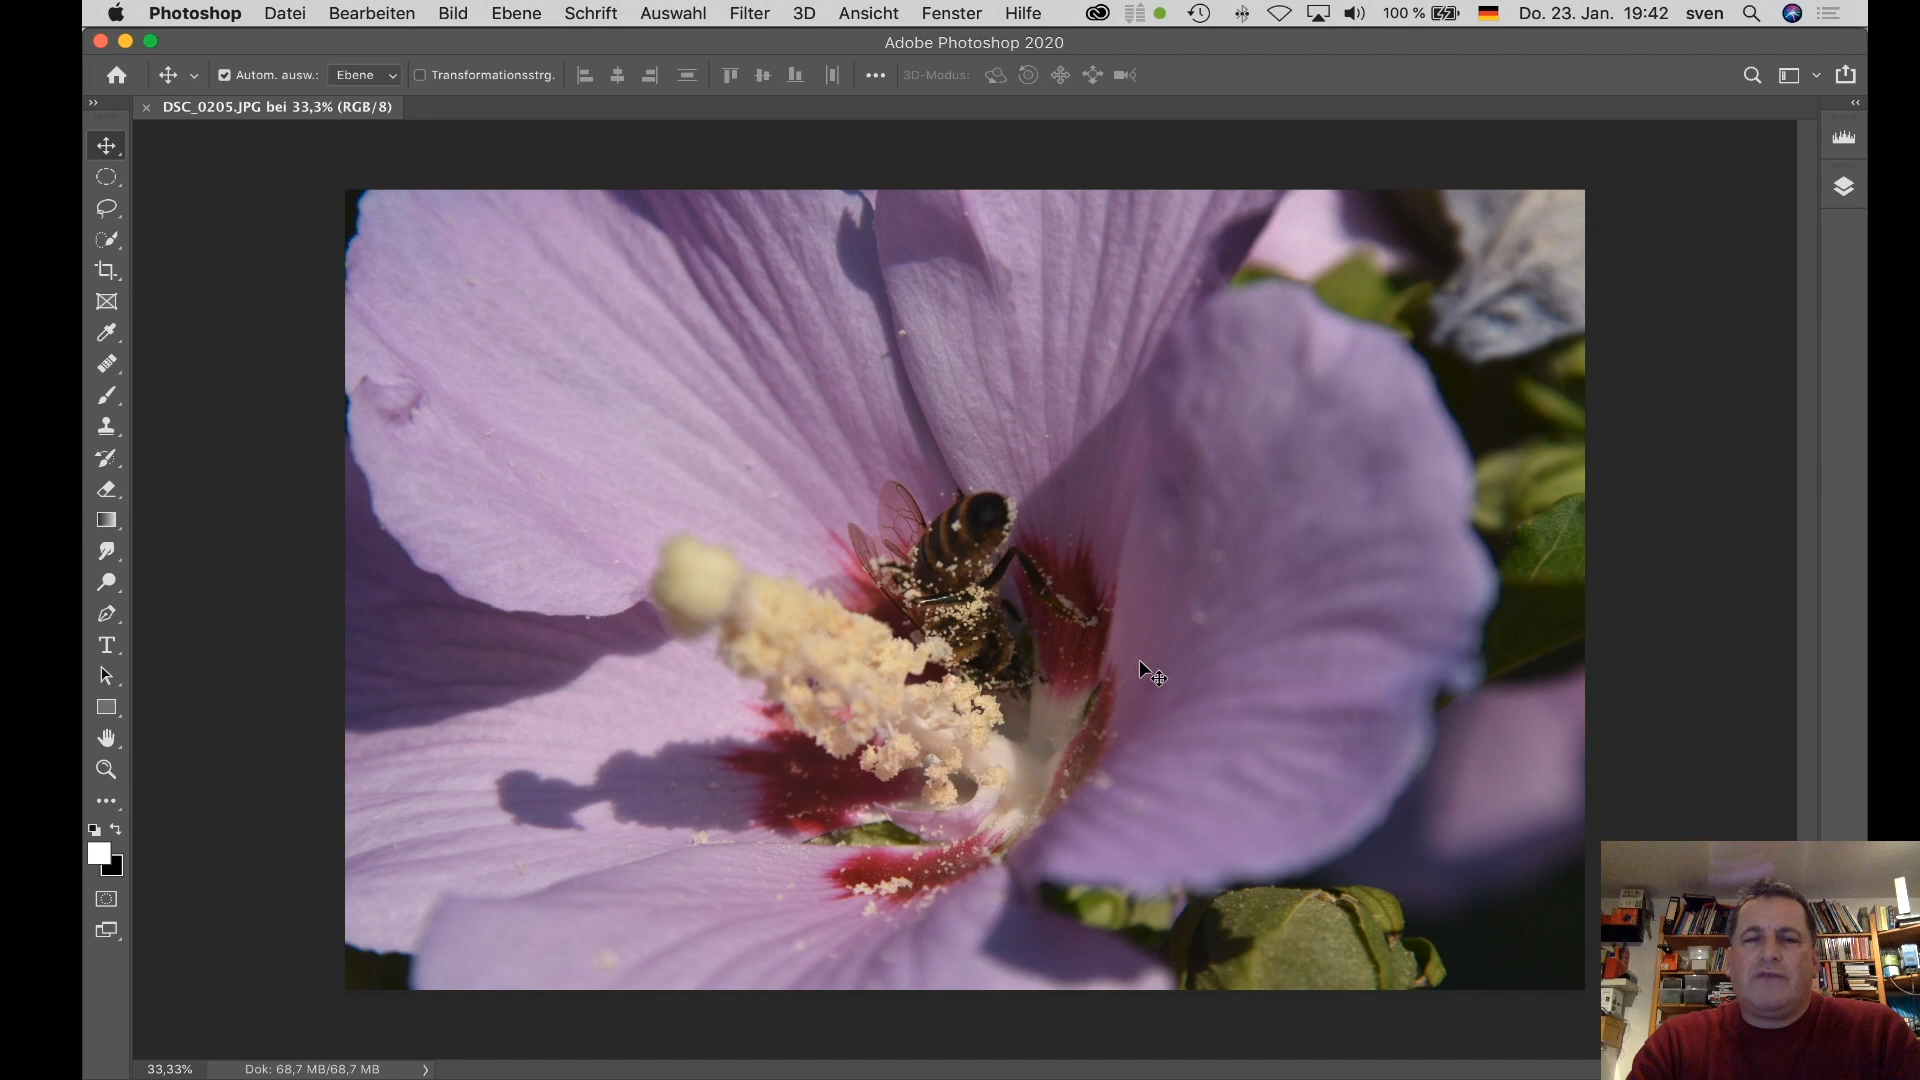 Photoshop Datei Bearbeiten Bild Ebene Schrift Auswahl Filter 3D Ansicht Fenster Hilfe 100 % Do. 23. Jan. 19:42 sven
Adobe Photoshop 2020
Autom. ausw.: Ebene Transformationsstrg. 3D-Modus:
DSC_0205.JPG bei 33,3% (RGB/8)
33,33% Dok: 68,7 MB/68,7 MB